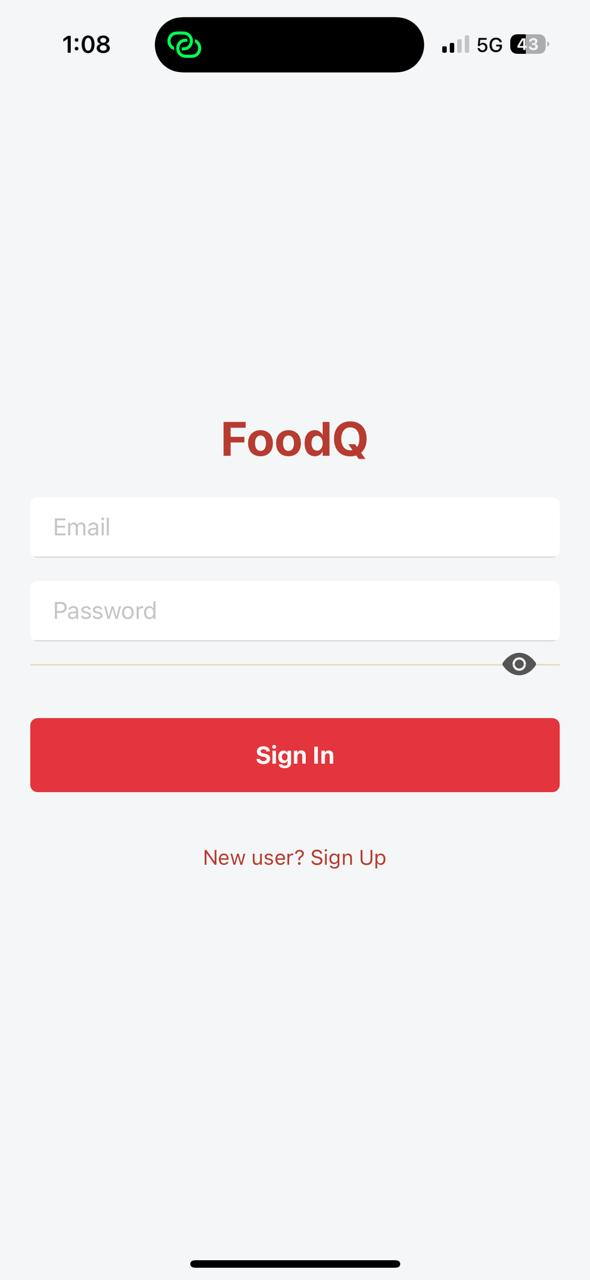 1:08
5G
43
FoodQ
Email
Password
Sign In
New user? Sign Up